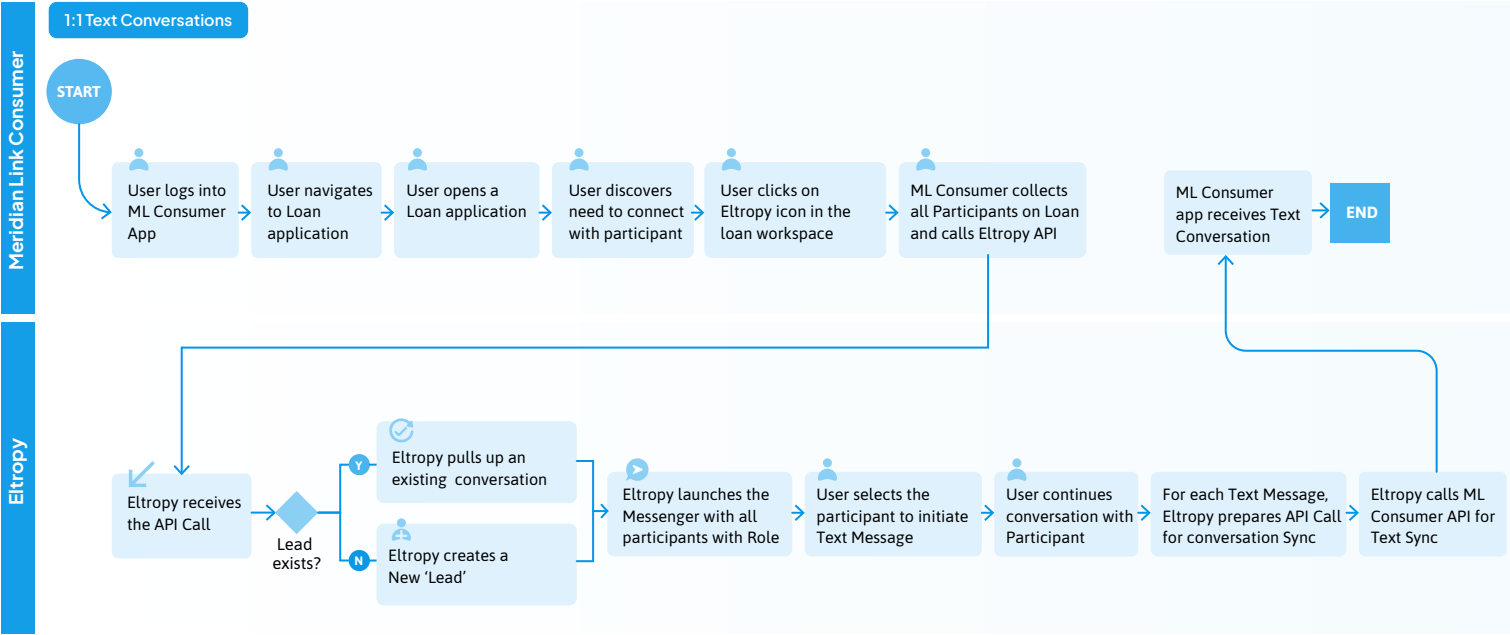 1:1 Text Conversations
Meridian Link Consumer
START
User logs into
ML Consumer
App
User navigates
to Loan
application
User opens a
Loan application
User discovers
need to connect
with participant
User clicks on
Eltropy icon in the
loan workspace
ML Consumer collects
all Participants on Loan
and calls Eltropy API
ML Consumer
app receives Text
Conversation
END
Eltropy
Eltropy receives
the API Call
Lead
exists?
Y
Eltropy pulls up an
existing conversation
N
Eltropy creates a
New ‘Lead’
Eltropy launches the
Messenger with all
participants with Role
User selects the
participant to initiate
Text Message
User continues
conversation with
Participant
For each Text Message,
Eltropy prepares API Call
for conversation Sync
Eltropy calls ML
Consumer API for
Text Sync